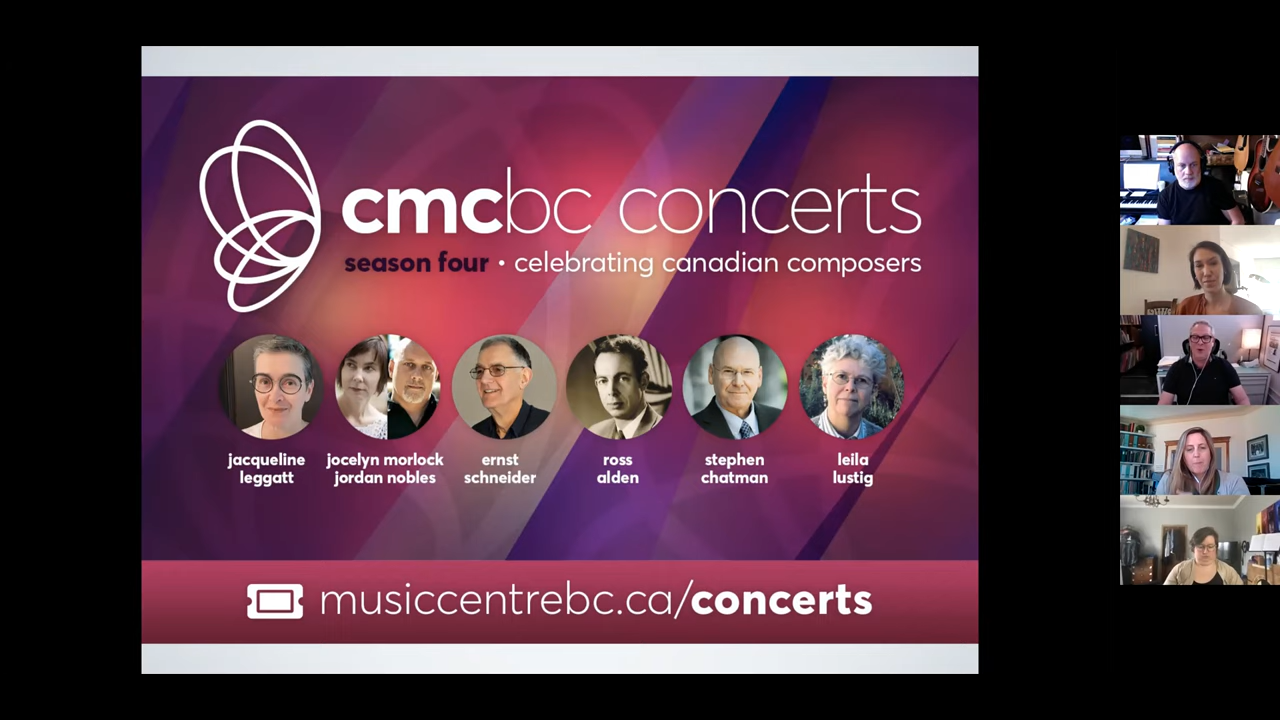 cmcbc concerts
season four • celebrating canadian composers
jacqueline
leggatt
jocelyn morlock
jordan nobles
ernst
schneider
ross
alden
stephen
chatman
leila
lustig
musiccentrebc.ca/concerts